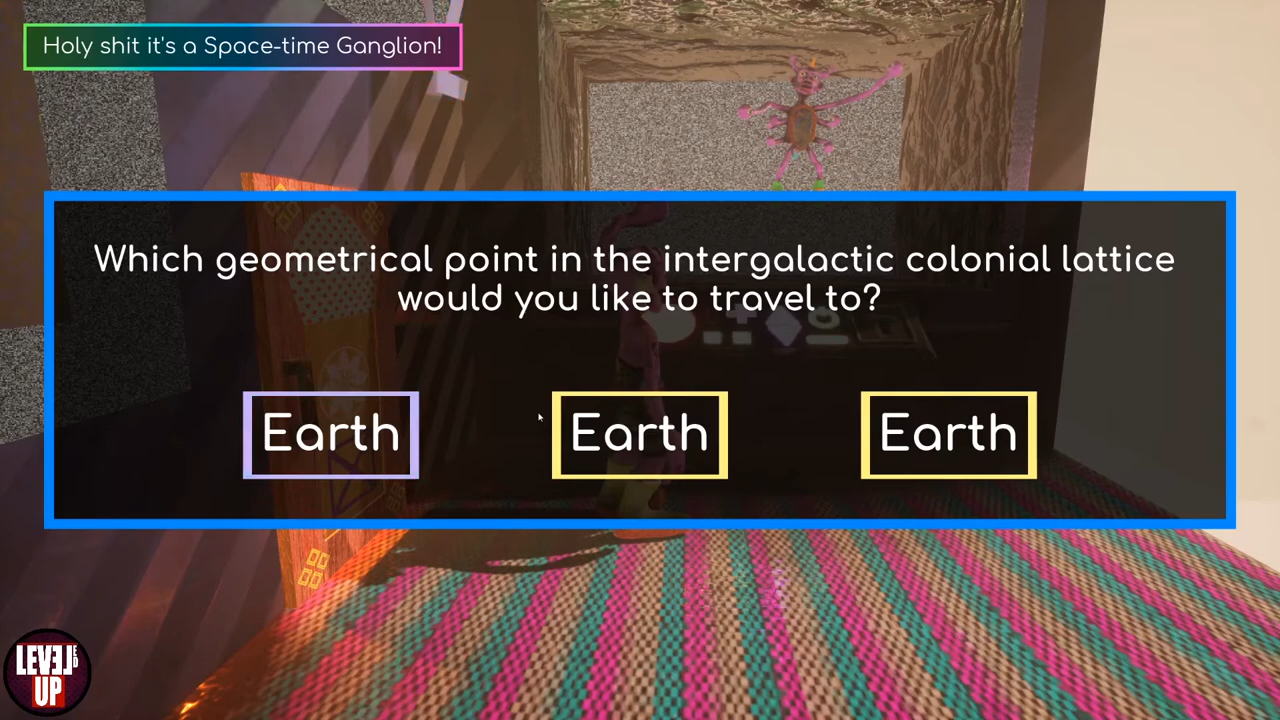 Holy shit it's a Space-time Ganglion!
Which geometrical point in the intergalactic colonial lattice
would you like to travel to?
Earth Earth Earth
LEVEL
UP